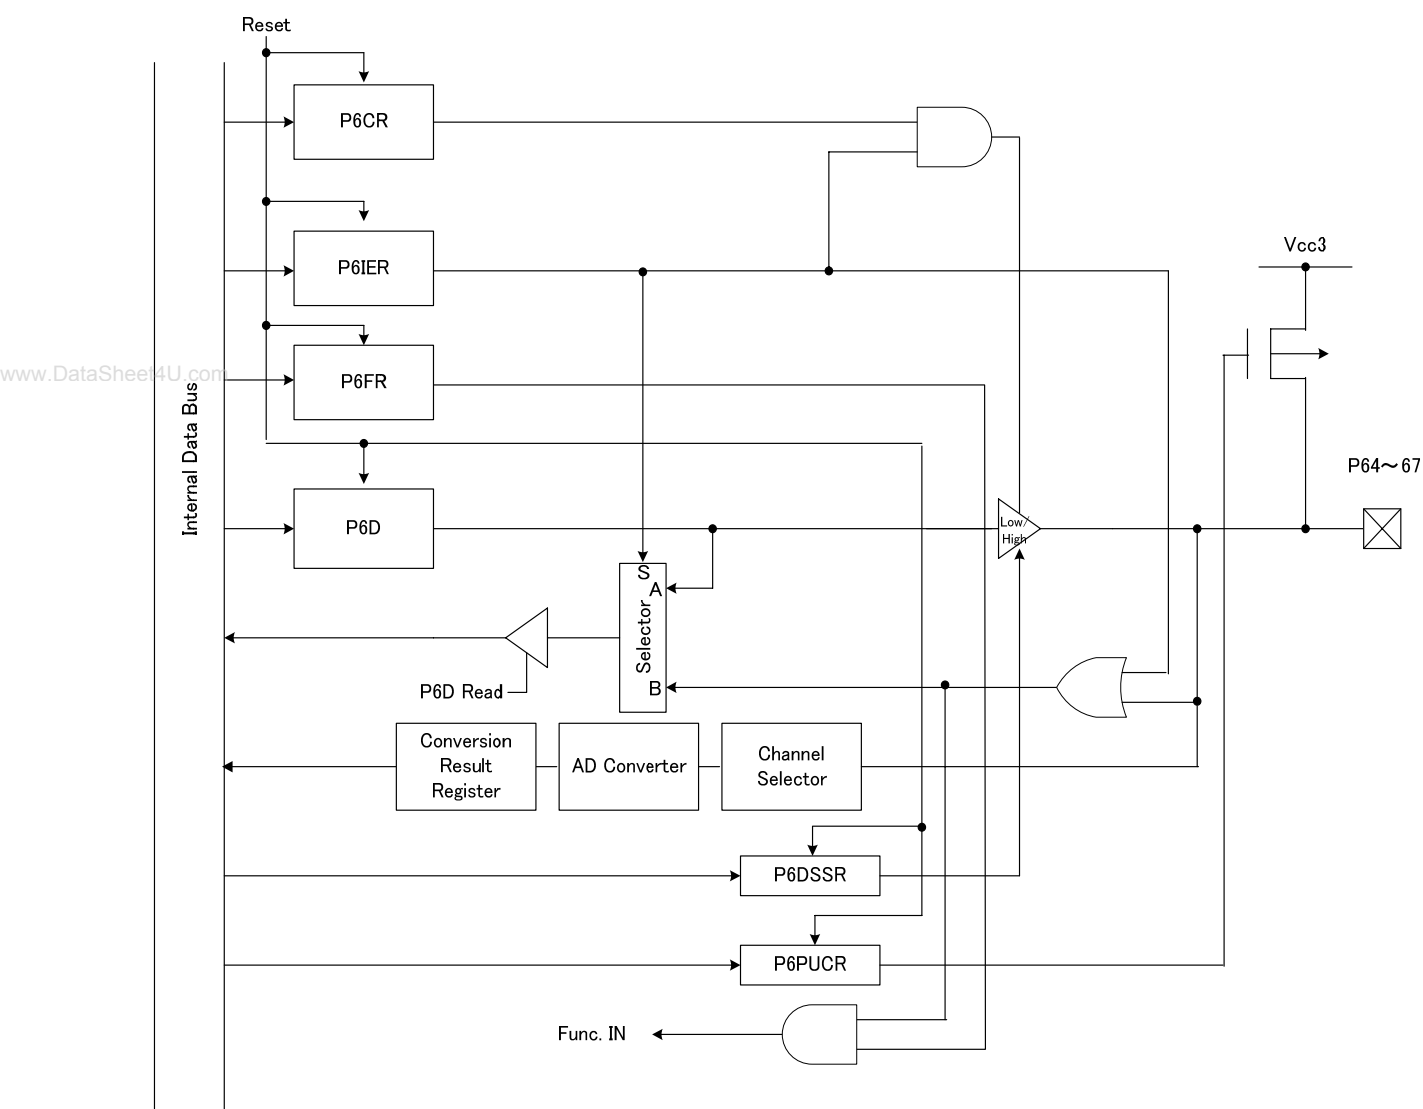 Reset
P6CR
P6IER
Vcc3
www.DataSheet4U.com
P6FR
Internal Data Bus
P64～67
P6D
Low/
High
S
A
Selector
B
P6D Read
Conversion
Result
Register
AD Converter
Channel
Selector
P6DSSR
P6PUCR
Func. IN